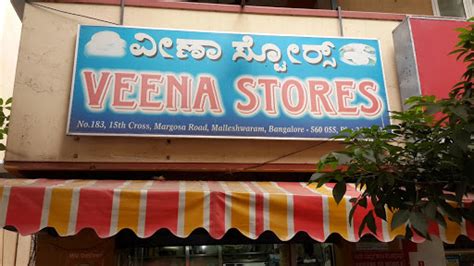 ವೀಣಾ ಸ್ಟೋರ್ಸ್
VEENA STORES
No.183, 15th Cross, Margosa Road, Malleshwaram, Bangalore - 560 055,